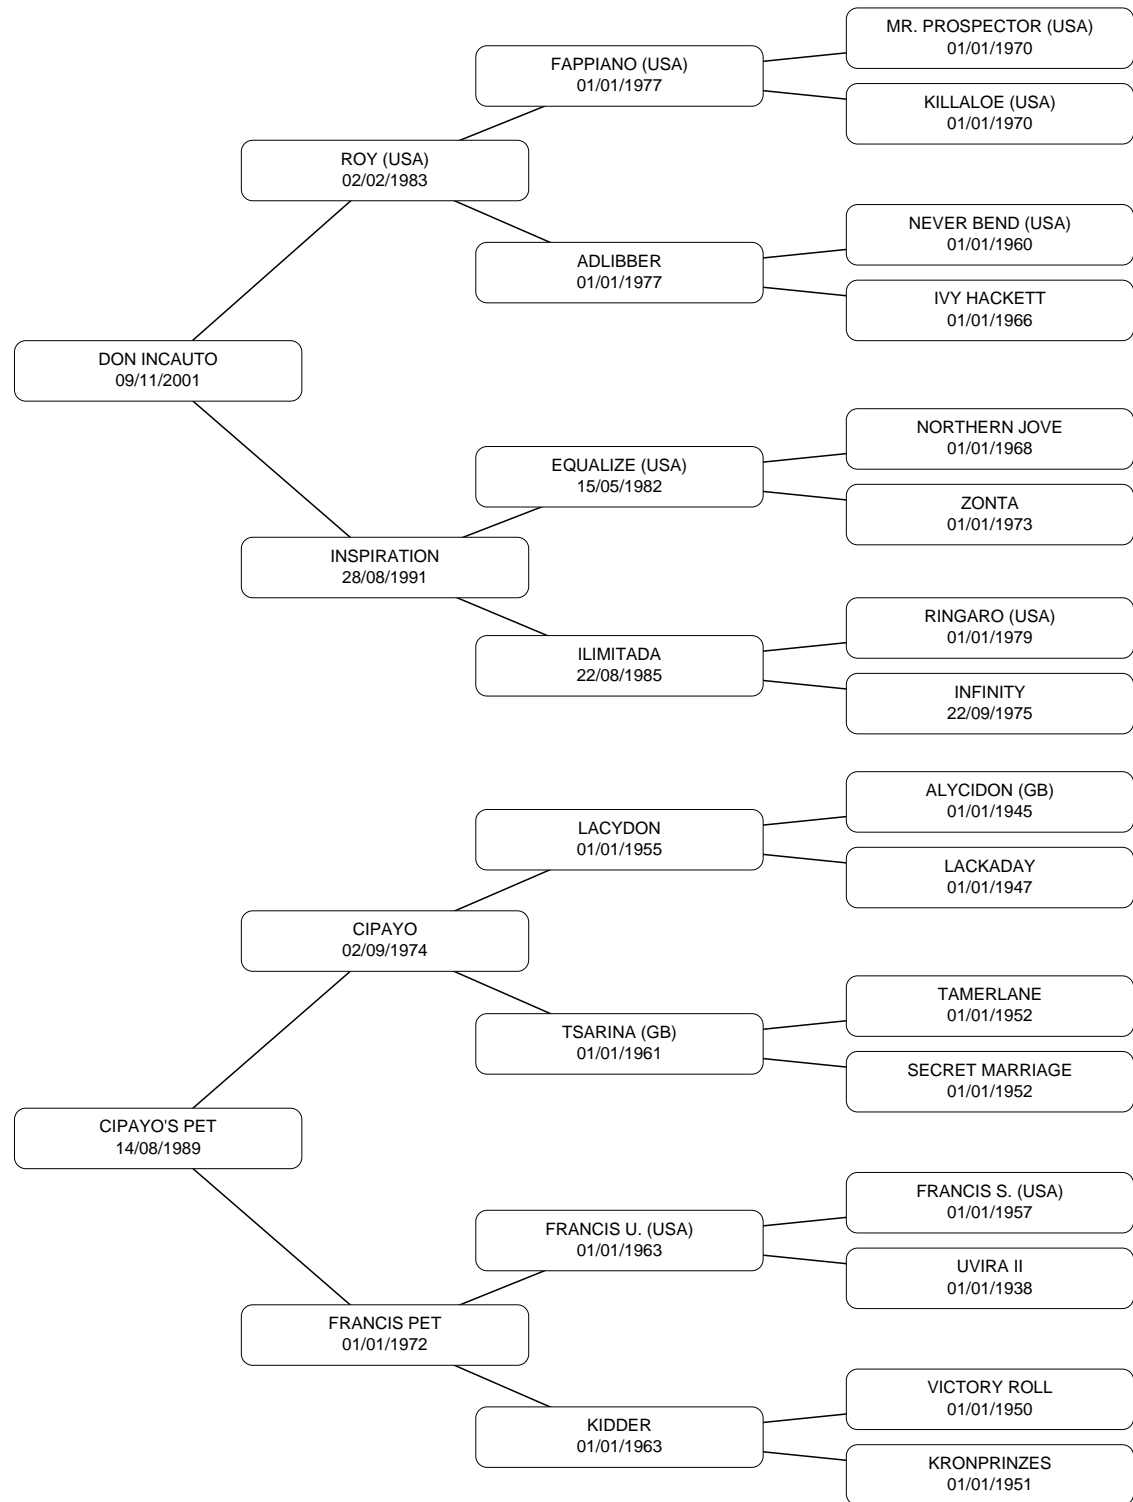 MR. PROSPECTOR (USA)
01/01/1970
FAPPIANO (USA)
01/01/1977
KILLALOE (USA)
01/01/1970
ROY (USA)
02/02/1983
NEVER BEND (USA)
01/01/1960
ADLIBBER
01/01/1977
IVY HACKETT
01/01/1966
DON INCAUTO
09/11/2001
NORTHERN JOVE
01/01/1968
EQUALIZE (USA)
15/05/1982
ZONTA
01/01/1973
INSPIRATION
28/08/1991
RINGARO (USA)
01/01/1979
ILIMITADA
22/08/1985
INFINITY
22/09/1975
ALYCIDON (GB)
01/01/1945
LACYDON
01/01/1955
LACKADAY
01/01/1947
CIPAYO
02/09/1974
TAMERLANE
01/01/1952
TSARINA (GB)
01/01/1961
SECRET MARRIAGE
01/01/1952
CIPAYO'S PET
14/08/1989
FRANCIS S. (USA)
01/01/1957
FRANCIS U. (USA)
01/01/1963
UVIRA II
01/01/1938
FRANCIS PET
01/01/1972
VICTORY ROLL
01/01/1950
KIDDER
01/01/1963
KRONPRINZES
01/01/1951